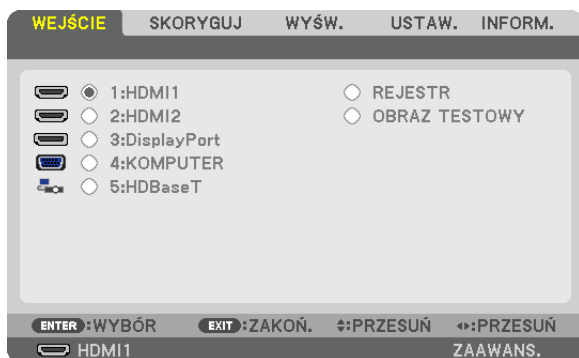 WEJŚCIE SKORYGUJ WYŚW. USTAW. INFORM.
1:HDMI1 REJESTR
2:HDMI2 OBRAZ TESTOWY
3:DisplayPort
4:KOMPUTER
5:HDBaseT
ENTER :WYBÓR EXIT :ZAKOŃ. :PRZESUŃ :PRZESUŃ
HDMI1 ZAAWANS.